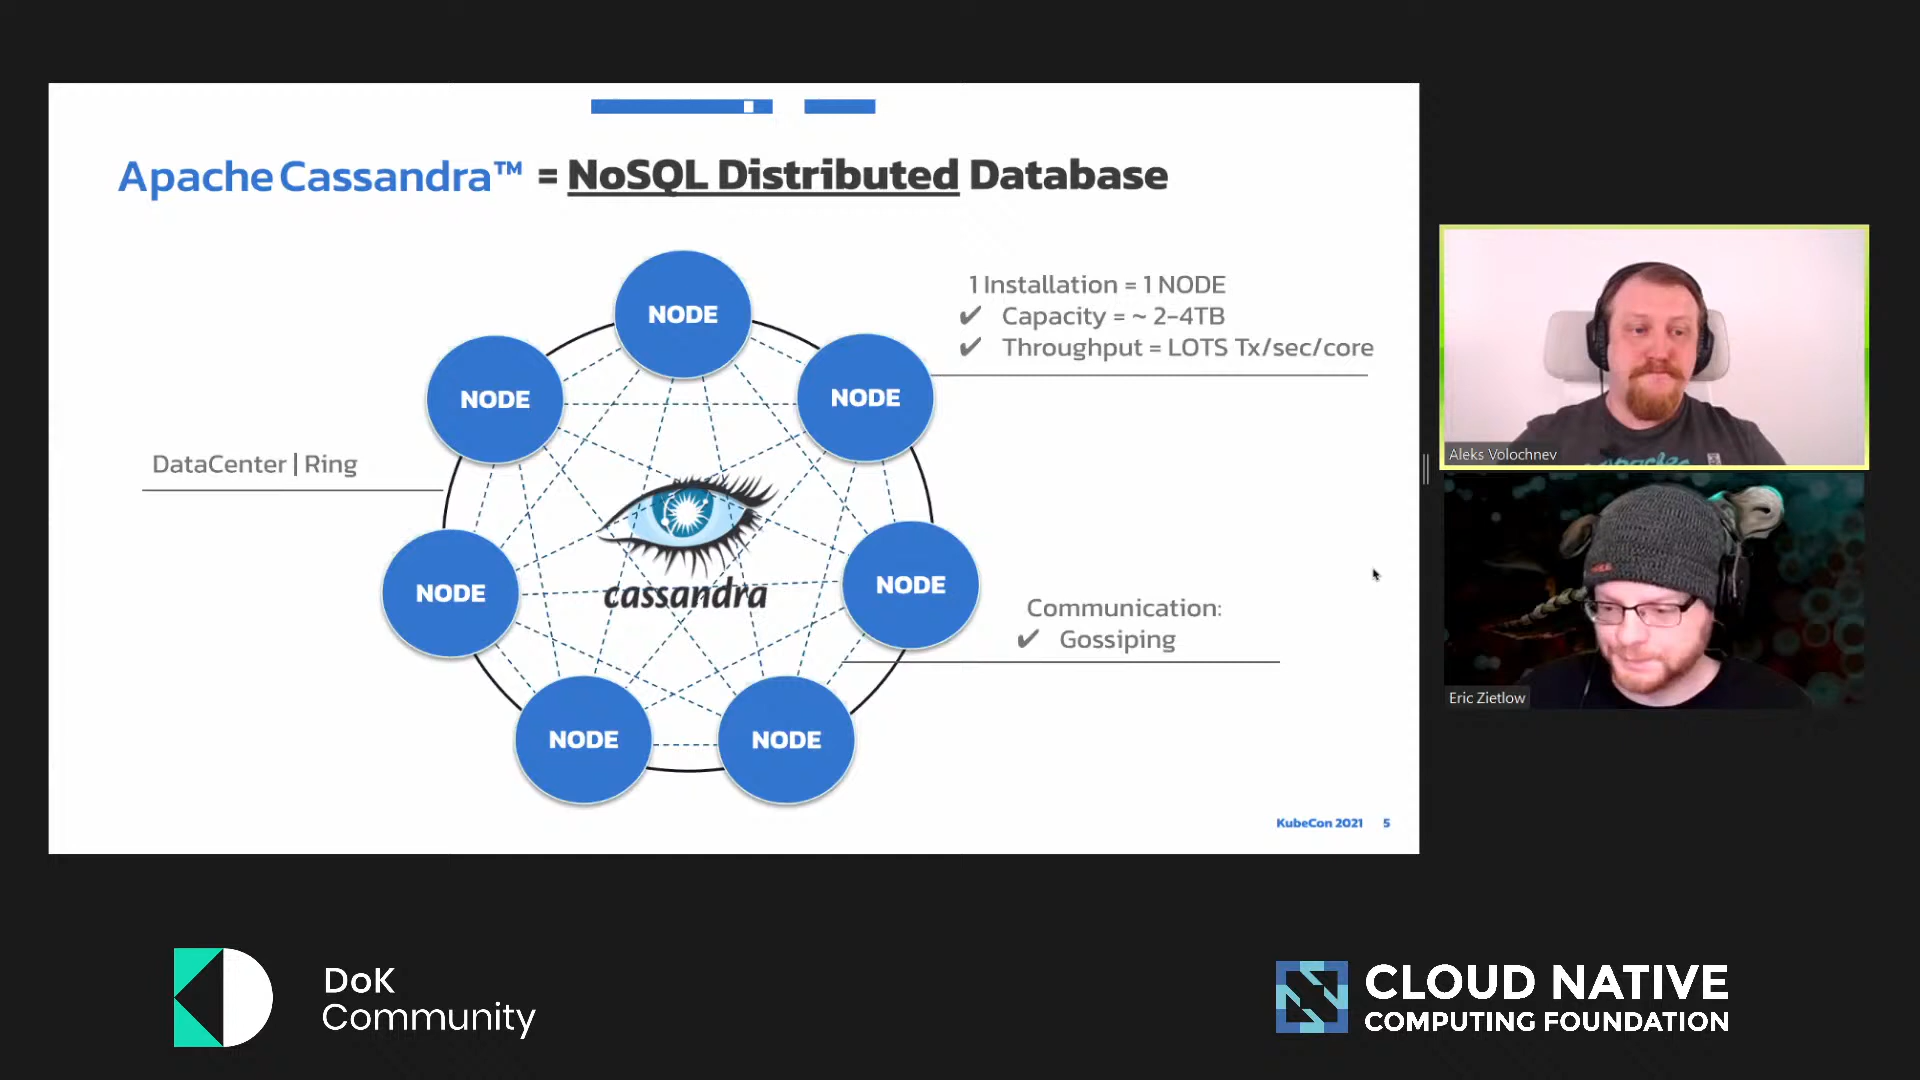 Apache Cassandra™ = NoSQL Distributed Database
1 Installation = 1 NODE
✔ Capacity = ~ 2-4TB
✔ Throughput = LOTS Tx/sec/core
DataCenter | Ring
NODE
NODE
NODE
NODE
NODE
NODE
NODE
cassandra
Communication:
✔ Gossiping
KubeCon 2021 5
Aleks Volochnev
Eric Zietlow
DoK
Community
CLOUD NATIVE
COMPUTING FOUNDATION